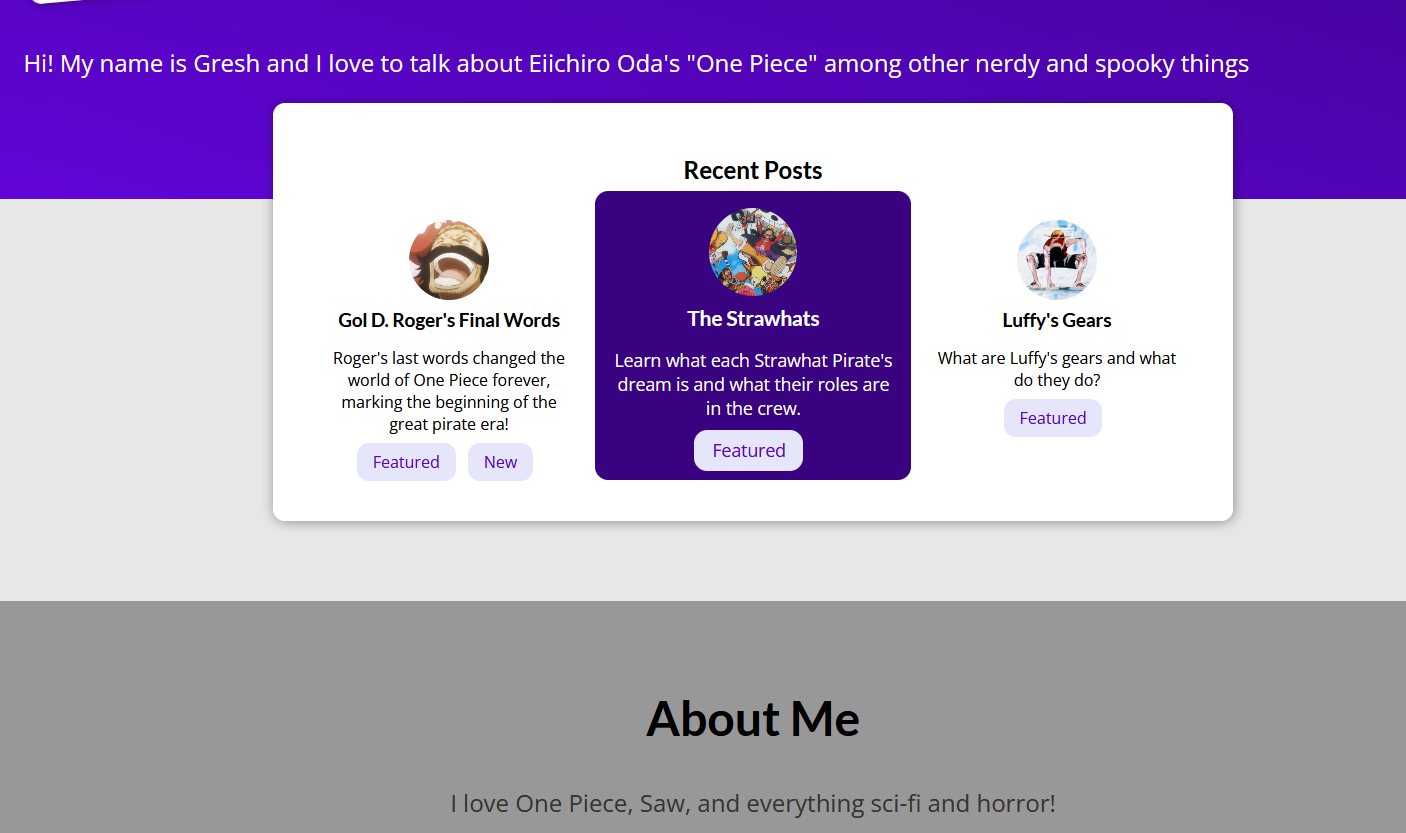 Hi! My name is Gresh and I love to talk about Eiichiro Oda's "One Piece" among other nerdy and spooky things
Recent Posts
Gol D. Roger's Final Words
Roger's last words changed the
world of One Piece forever,
marking the beginning of the
great pirate era!
Featured New
The Strawhats
Learn what each Strawhat Pirate's
dream is and what their roles are
in the crew.
Featured
Luffy's Gears
What are Luffy's gears and what
do they do?
Featured
About Me
I love One Piece, Saw, and everything sci-fi and horror!